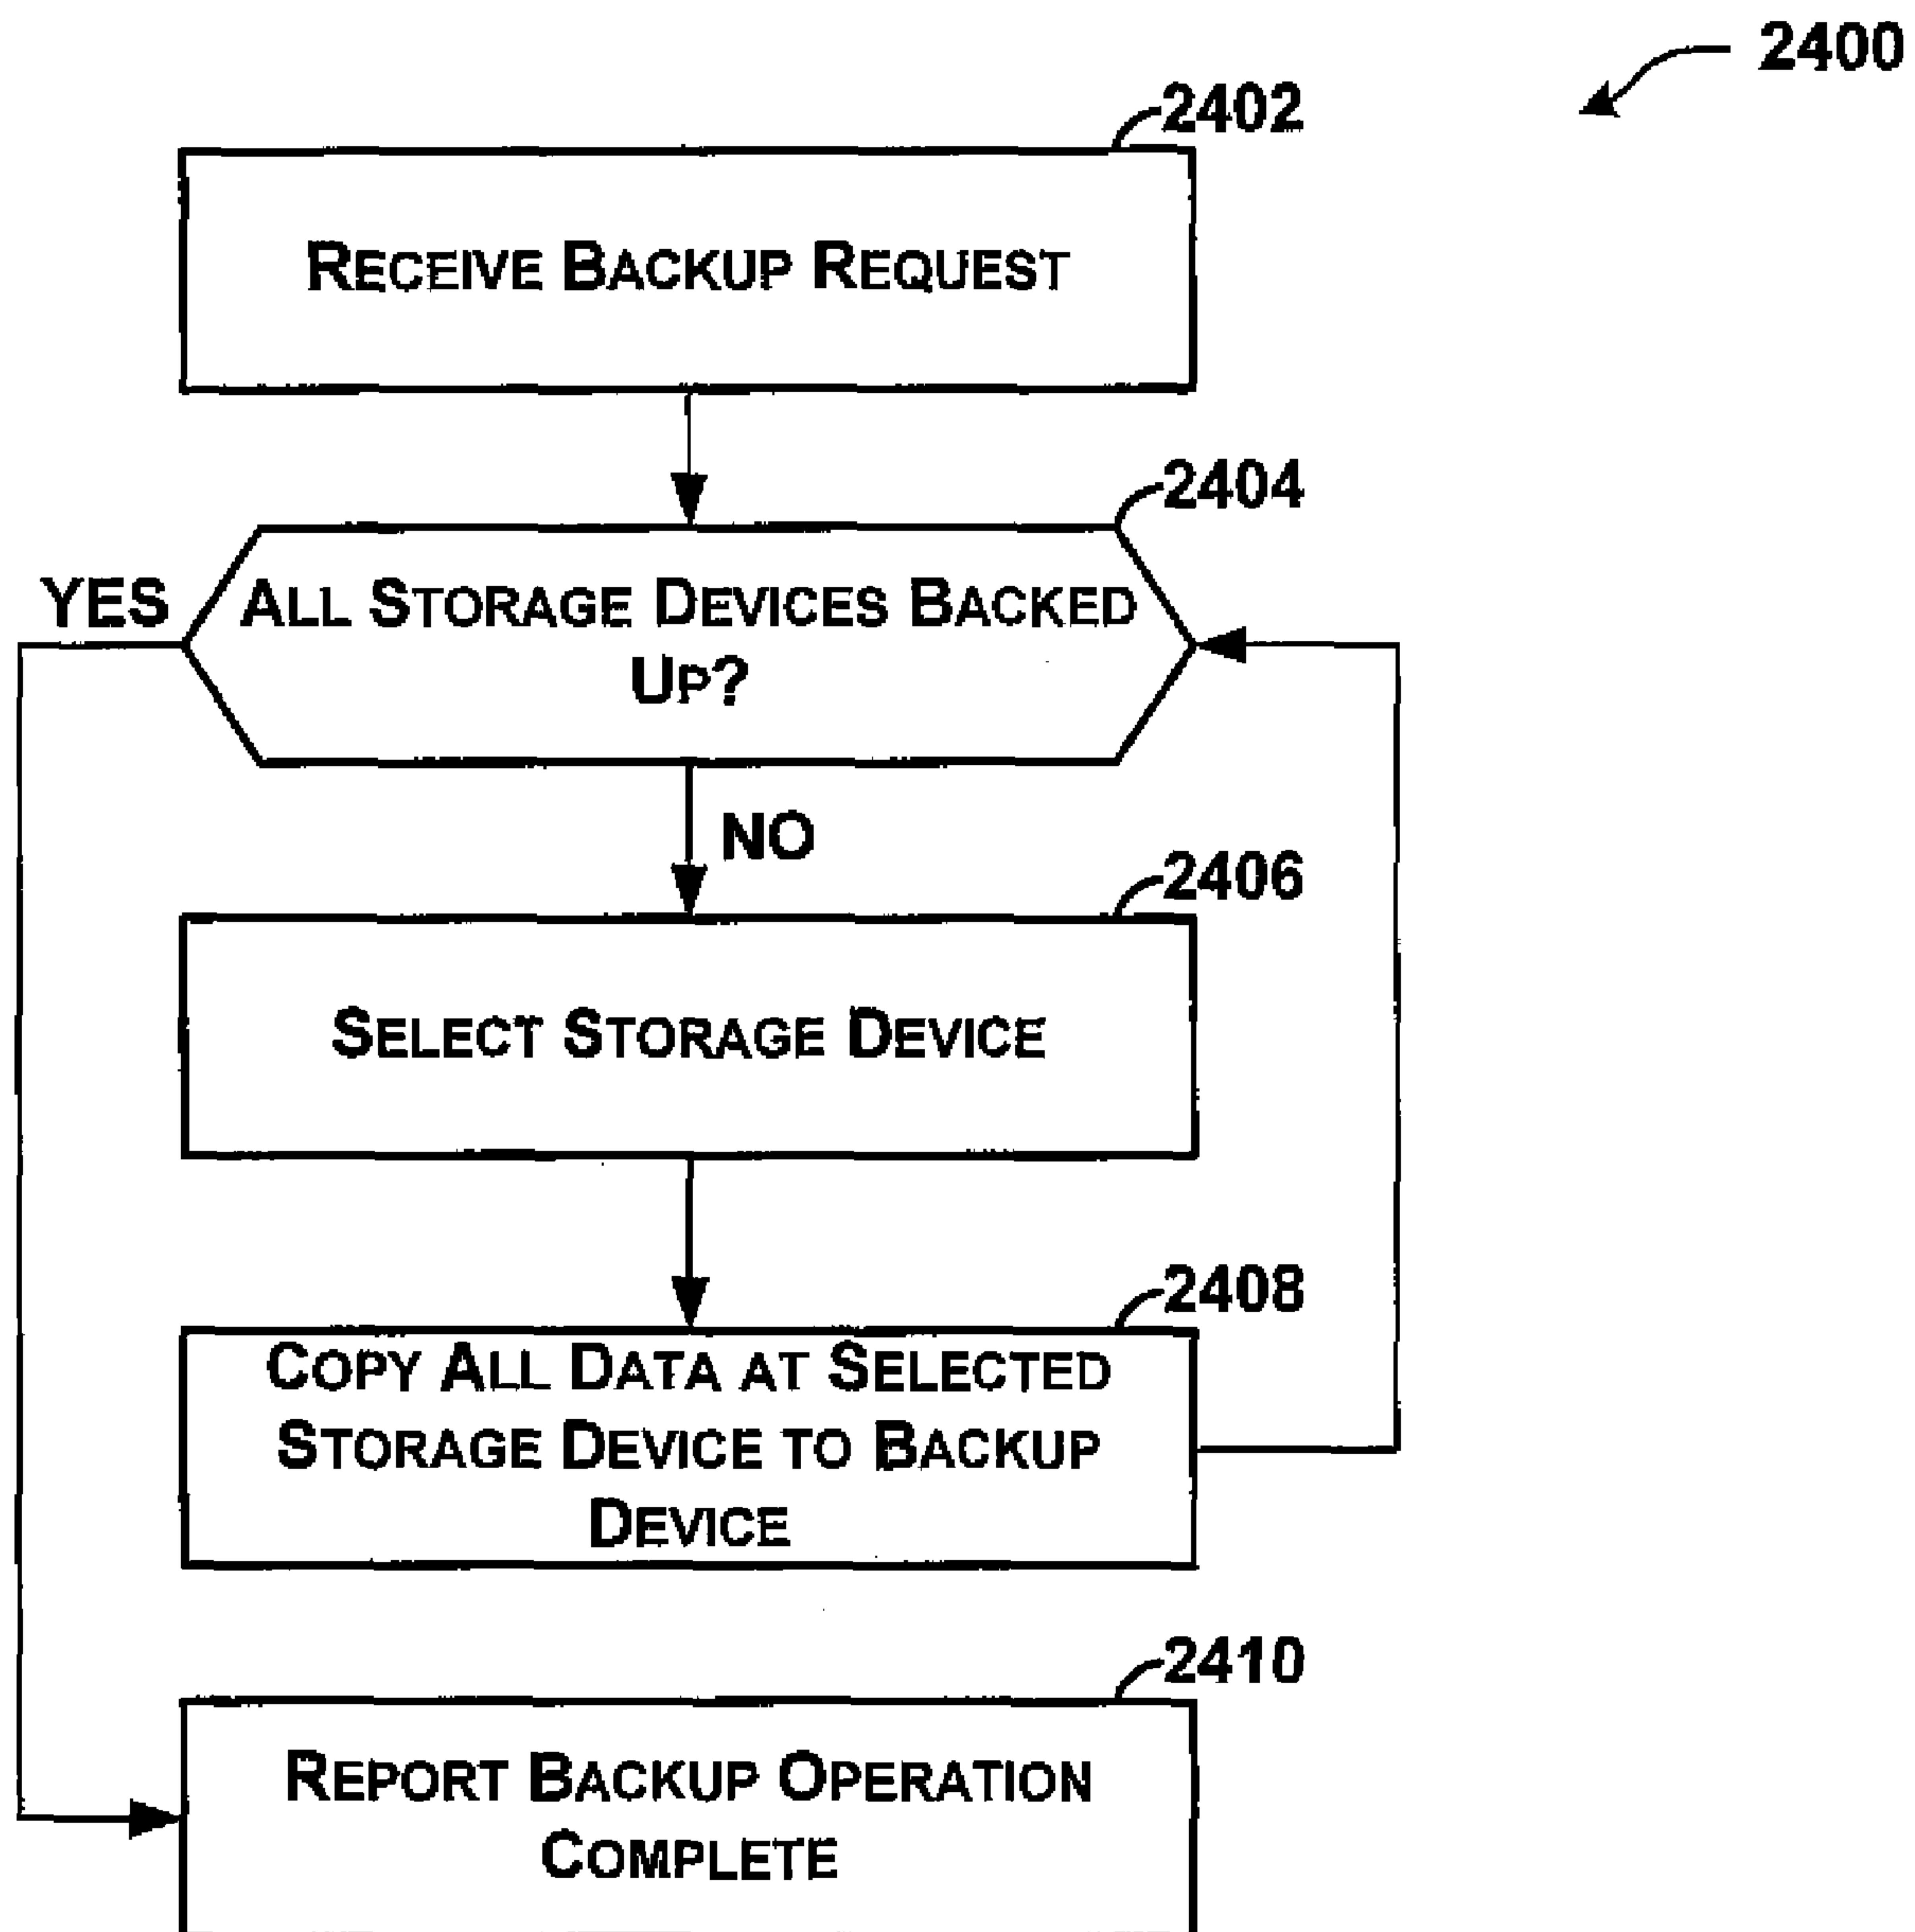 2400
2402
RECEIVE BACKUP REQUEST
2404
YES
ALL STORAGE DEVICES BACKED
UP?
NO
2406
SELECT STORAGE DEVICE
2408
COPY ALL DATA AT SELECTED
STORAGE DEVICE TO BACKUP
DEVICE
2410
REPORT BACKUP OPERATION
COMPLETE